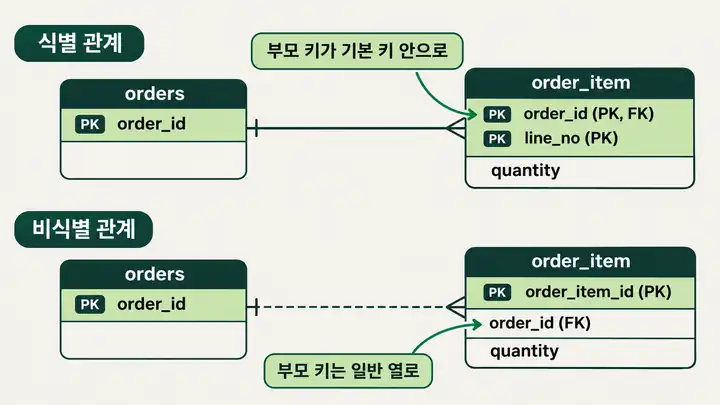 식별 관계
부모 키가 기본 키 안으로
orders
PK order_id
order_item
PK order_id (PK, FK)
PK line_no (PK)
quantity
비식별 관계
orders
PK order_id
order_item
PK order_item_id (PK)
order_id (FK)
quantity
부모 키는 일반 열로